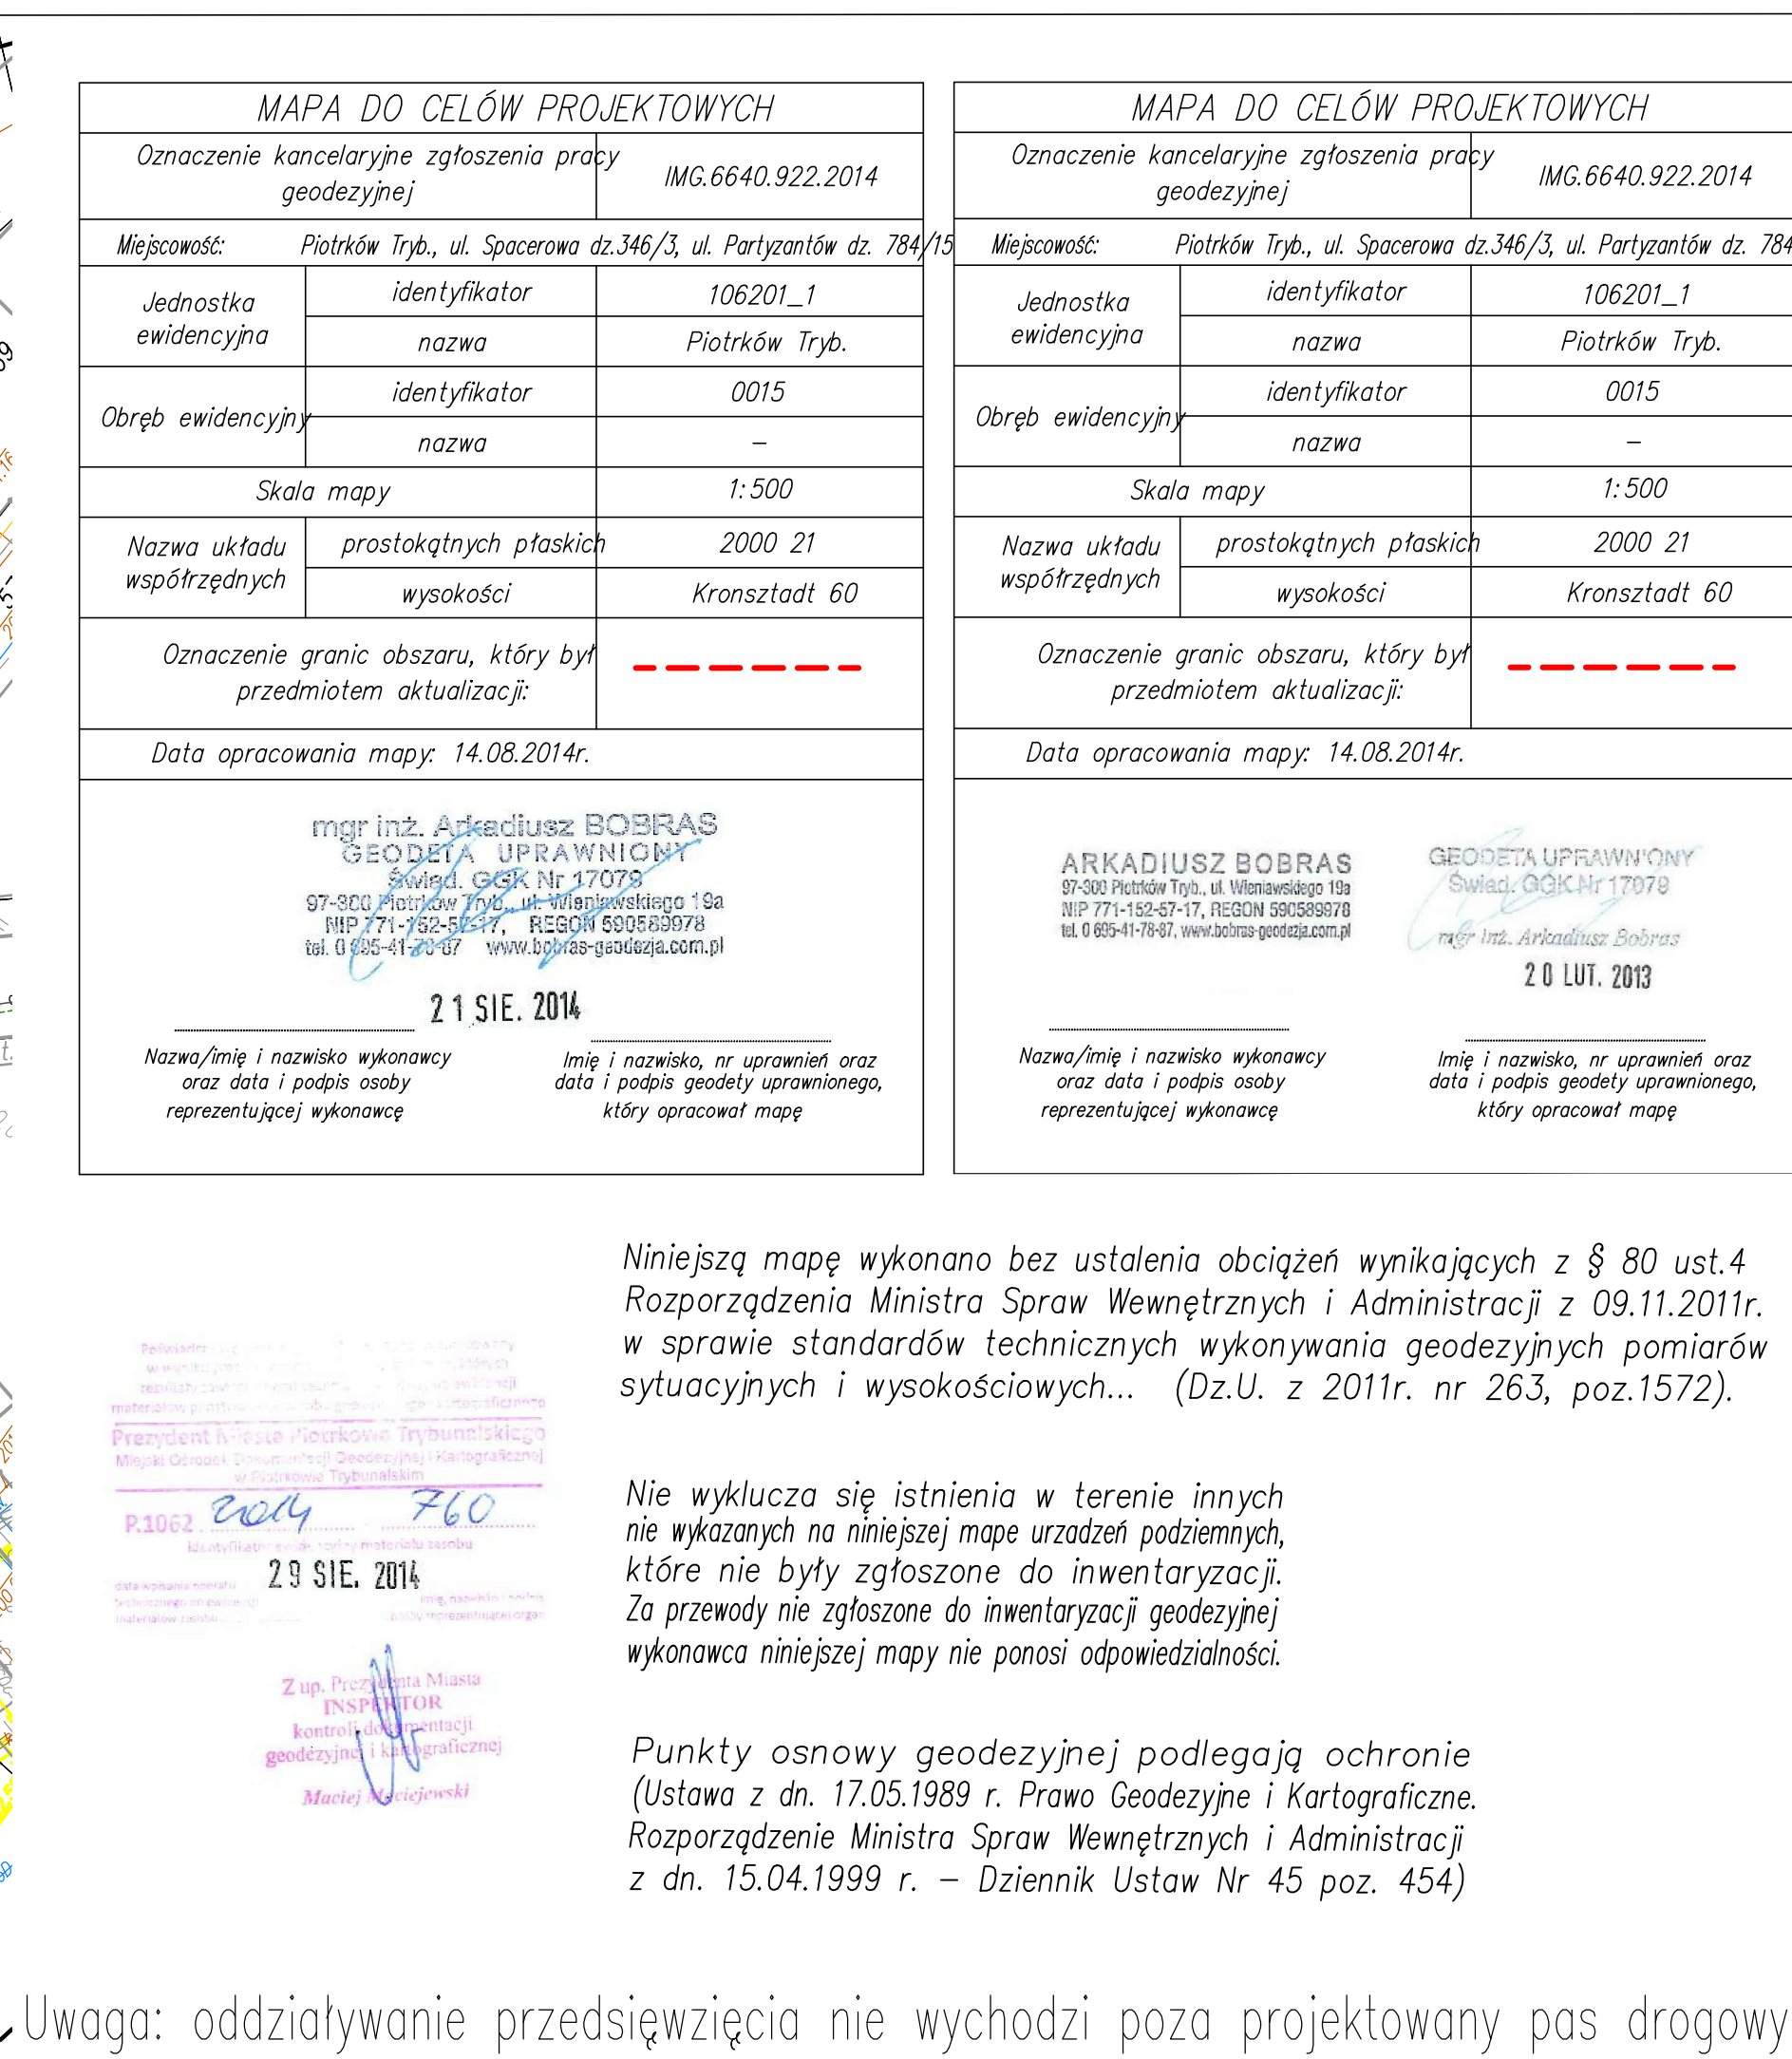 MAPA DO CELÓW PROJEKTOWYCH
Oznaczenie kancelaryjne zgłoszenia pracy
geodezyjnej
IMG.6640.922.2014
Miejscowość: Piotrków Tryb., ul. Spacerowa dz.346/3, ul. Partyzantów dz. 784/15
Jednostka
ewidencyjna
identyfikator 106201_1
nazwa Piotrków Tryb.
Obręb ewidencyjny
identyfikator 0015
nazwa –
Skala mapy 1:500
Nazwa układu
współrzędnych
prostokątnych płaskich 2000 21
wysokości Kronsztadt 60
Oznaczenie granic obszaru, który był
przedmiotem aktualizacji:
Data opracowania mapy: 14.08.2014r.
mgr inż. Arkadiusz BOBRAS
GEODETA UPRAWNIONY
Świad. GGK Nr 17079
97-300 Piotrków Tryb., ul. Wieniawskiego 19a
NIP 771-152-57-17, REGON 590589978
tel. 0 695-41-78-87 www.bobras-geodezja.com.pl
21 SIE. 2014
Nazwa/imię i nazwisko wykonawcy
oraz data i podpis osoby
reprezentującej wykonawcę
Imię i nazwisko, nr uprawnień oraz
data i podpis geodety uprawnionego,
który opracował mapę
MAPA DO CELÓW PROJEKTOWYCH
Oznaczenie kancelaryjne zgłoszenia pracy
geodezyjnej
IMG.6640.922.2014
Miejscowość: Piotrków Tryb., ul. Spacerowa dz.346/3, ul. Partyzantów dz. 784
Jednostka
ewidencyjna
identyfikator 106201_1
nazwa Piotrków Tryb.
Obręb ewidencyjny
identyfikator 0015
nazwa –
Skala mapy 1:500
Nazwa układu
współrzędnych
prostokątnych płaskich 2000 21
wysokości Kronsztadt 60
Oznaczenie granic obszaru, który był
przedmiotem aktualizacji:
Data opracowania mapy: 14.08.2014r.
ARKADIUSZ BOBRAS
97-300 Piotrków Tryb., ul. Wieniawskiego 19a
NIP 771-152-57-17, REGON 590589978
tel. 0 695-41-78-87, www.bobras-geodezja.com.pl
GEODETA UPRAWNIONY
Świad. GGK Nr 17079
mgr inż. Arkadiusz Bobras
20 LUT. 2013
Nazwa/imię i nazwisko wykonawcy
oraz data i podpis osoby
reprezentującej wykonawcę
Imię i nazwisko, nr uprawnień oraz
data i podpis geodety uprawnionego,
który opracował mapę
Niniejszą mapę wykonano bez ustalenia obciążeń wynikających z § 80 ust.4
Rozporządzenia Ministra Spraw Wewnętrznych i Administracji z 09.11.2011r.
w sprawie standardów technicznych wykonywania geodezyjnych pomiarów
sytuacyjnych i wysokościowych... (Dz.U. z 2011r. nr 263, poz.1572).
Prezydent Miasta Piotrkowa Trybunalskiego
Miejski Ośrodek Dokumentacji Geodezyjnej i Kartograficznej
w Piotrkowie Trybunalskim
P.1062. 2014 - 760
identyfikator ewidencyjny materiału zasobu
29 SIE. 2014
Z up. Prezydenta Miasta
INSPEKTOR
kontroli dokumentacji
geodezyjnej i kartograficznej
Maciej Maciejewski
Nie wyklucza się istnienia w terenie innych
nie wykazanych na niniejszej mape urzadzeń podziemnych,
które nie były zgłoszone do inwentaryzacji.
Za przewody nie zgłoszone do inwentaryzacji geodezyjnej
wykonawca niniejszej mapy nie ponosi odpowiedzialności.
Punkty osnowy geodezyjnej podlegają ochronie
(Ustawa z dn. 17.05.1989 r. Prawo Geodezyjne i Kartograficzne.
Rozporządzenie Ministra Spraw Wewnętrznych i Administracji
z dn. 15.04.1999 r. – Dziennik Ustaw Nr 45 poz. 454)
Uwaga: oddziaływanie przedsięwzięcia nie wychodzi poza projektowany pas drogowy